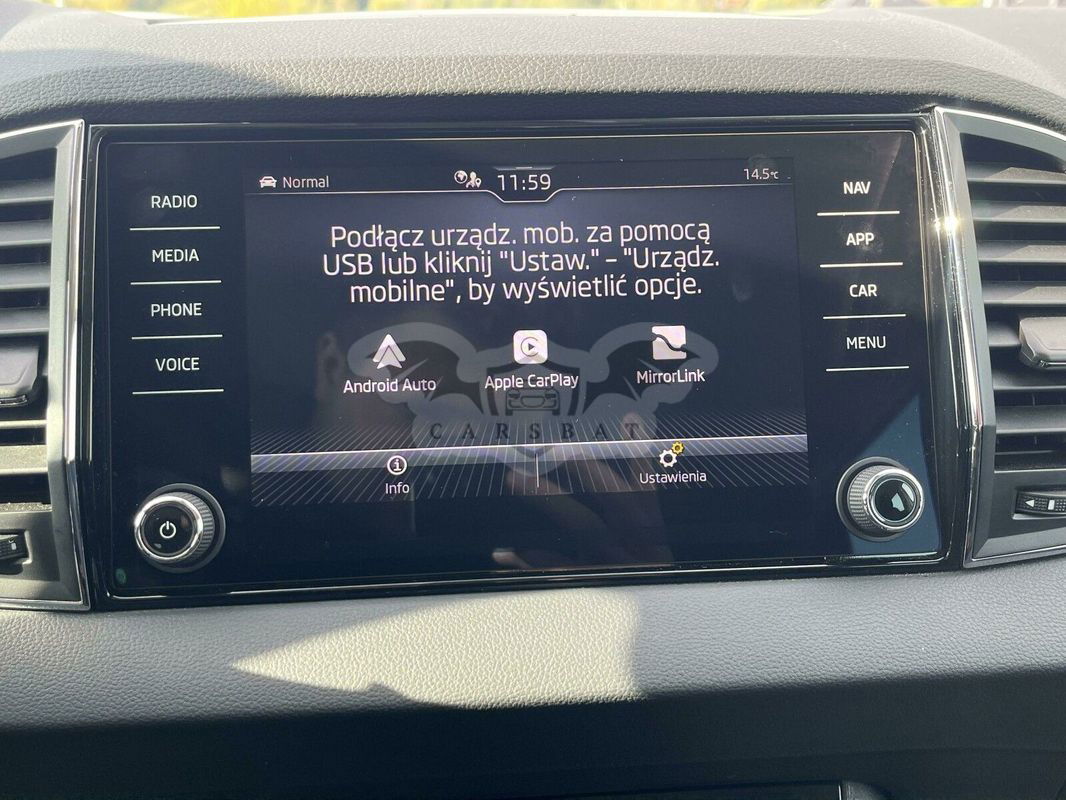 Normal
11:59
14.5°C
RADIO
MEDIA
PHONE
VOICE
NAV
APP
CAR
MENU
Podłącz urządz. mob. za pomocą
USB lub kliknij "Ustaw." – "Urządz.
mobilne", by wyświetlić opcje.
Android Auto
Apple CarPlay
MirrorLink
CARSBAT
Info
Ustawienia